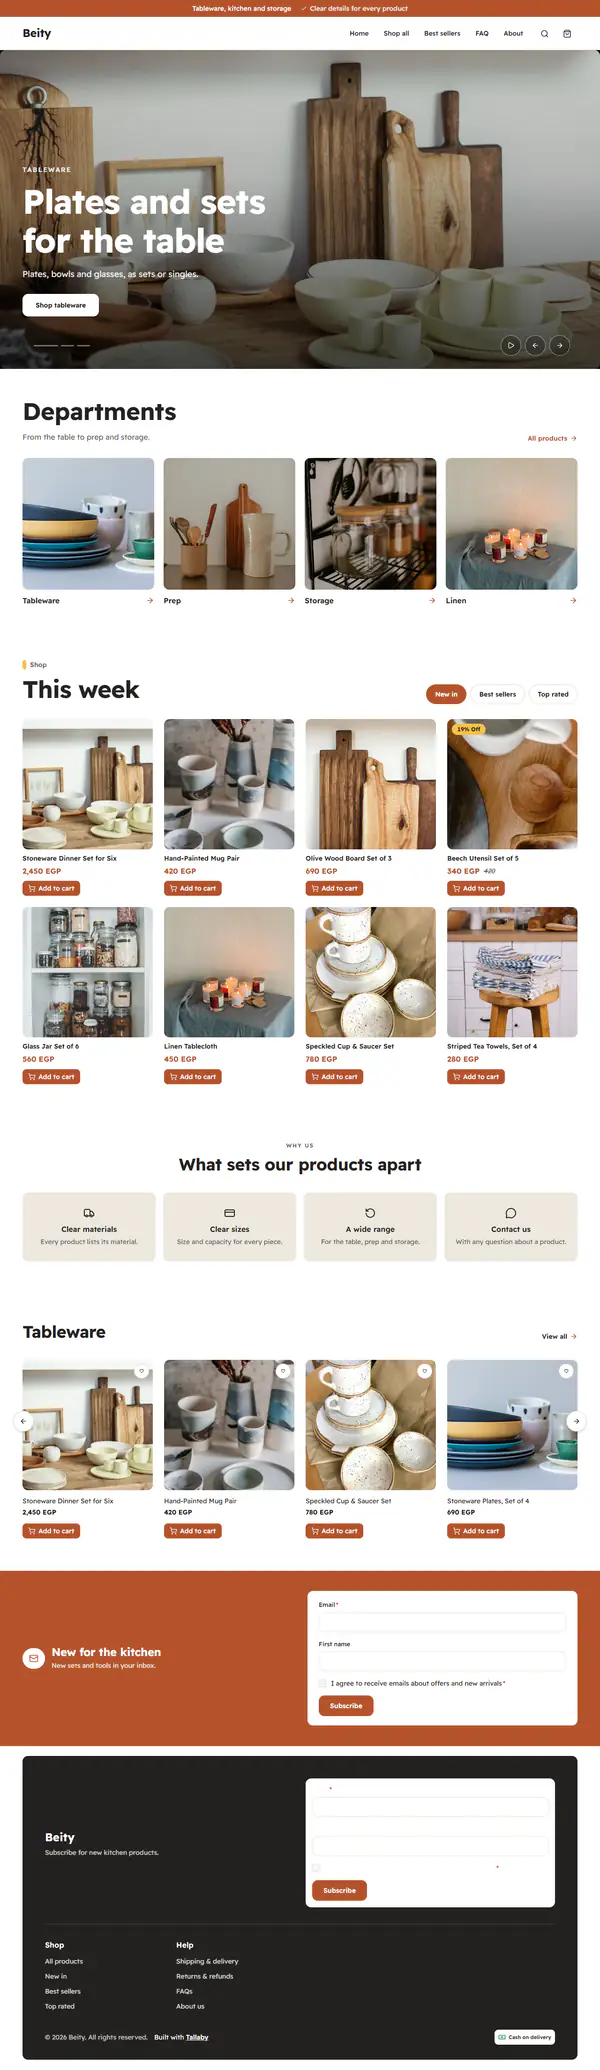 Tableware, kitchen and storage ✓ Clear details for every product
Beity
Home Shop all Best sellers FAQ About
TABLEWARE
Plates and sets
for the table
Plates, bowls and glasses, as sets or singles.
Shop tableware
Departments
From the table to prep and storage.
All products →
Tableware →
Prep →
Storage →
Linen →
Shop
This week
New in Best sellers Top rated
19% Off
Stoneware Dinner Set for Six
2,450 EGP
Add to cart
Hand-Painted Mug Pair
420 EGP
Add to cart
Olive Wood Board Set of 3
690 EGP
Add to cart
Beech Utensil Set of 5
340 EGP 420
Add to cart
Glass Jar Set of 6
560 EGP
Add to cart
Linen Tablecloth
450 EGP
Add to cart
Speckled Cup & Saucer Set
780 EGP
Add to cart
Striped Tea Towels, Set of 4
280 EGP
Add to cart
WHY US
What sets our products apart
Clear materials
Every product lists its material.
Clear sizes
Size and capacity for every piece.
A wide range
For the table, prep and storage.
Contact us
With any question about a product.
Tableware
View all →
Stoneware Dinner Set for Six
2,450 EGP
Add to cart
Hand-Painted Mug Pair
420 EGP
Add to cart
Speckled Cup & Saucer Set
780 EGP
Add to cart
Stoneware Plates, Set of 4
690 EGP
Add to cart
New for the kitchen
New sets and tools in your inbox.
Email*
First name
I agree to receive emails about offers and new arrivals*
Subscribe
Beity
Subscribe for new kitchen products.
*
*
Subscribe
Shop
All products
New in
Best sellers
Top rated
Help
Shipping & delivery
Returns & refunds
FAQs
About us
© 2026 Beity. All rights reserved. Built with Tallaby
Cash on delivery